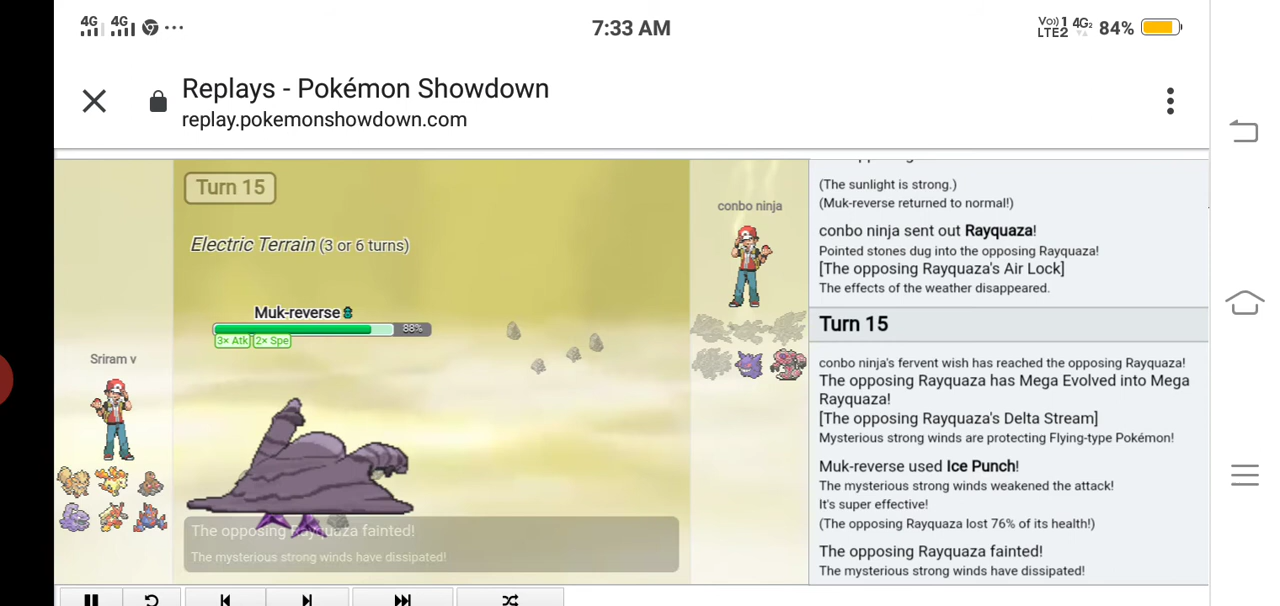 4G 4G ... 7:33 AM Vo) 1 4G2 LTE2 84%
Replays - Pokémon Showdown
replay.pokemonshowdown.com
Turn 15
Electric Terrain (3 or 6 turns)
Muk-reverse
88%
3× Atk 2× Spe
Sriram v
conbo ninja
The opposing Rayquaza fainted!
The mysterious strong winds have dissipated!
(The sunlight is strong.)
(Muk-reverse returned to normal!)
conbo ninja sent out Rayquaza!
Pointed stones dug into the opposing Rayquaza!
[The opposing Rayquaza's Air Lock]
The effects of the weather disappeared.
Turn 15
conbo ninja's fervent wish has reached the opposing Rayquaza!
The opposing Rayquaza has Mega Evolved into Mega
Rayquaza!
[The opposing Rayquaza's Delta Stream]
Mysterious strong winds are protecting Flying-type Pokémon!
Muk-reverse used Ice Punch!
The mysterious strong winds weakened the attack!
It's super effective!
(The opposing Rayquaza lost 76% of its health!)
The opposing Rayquaza fainted!
The mysterious strong winds have dissipated!